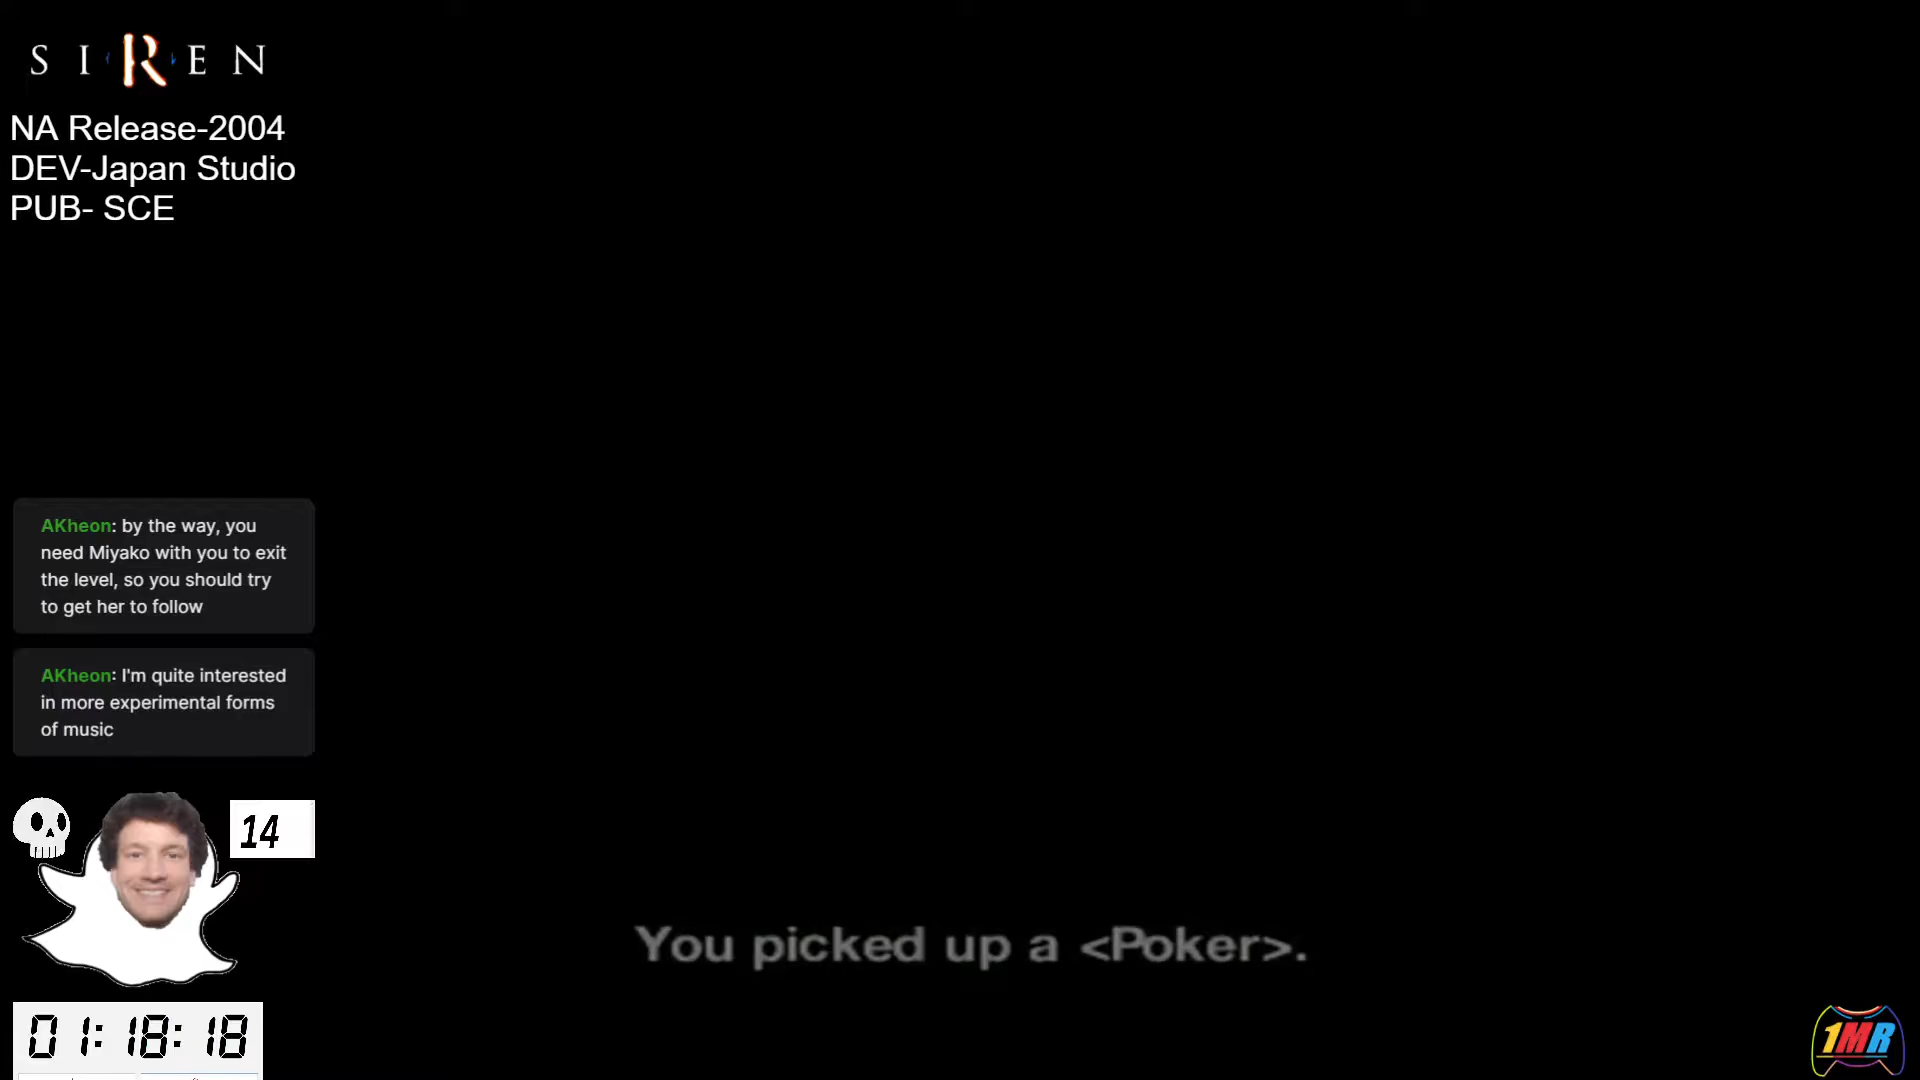 SIREN
NA Release-2004
DEV-Japan Studio
PUB- SCE
AKheon: by the way, you
need Miyako with you to exit
the level, so you should try
to get her to follow
AKheon: I'm quite interested
in more experimental forms
of music
14
You picked up a <Poker>.
01:18:18
1MR